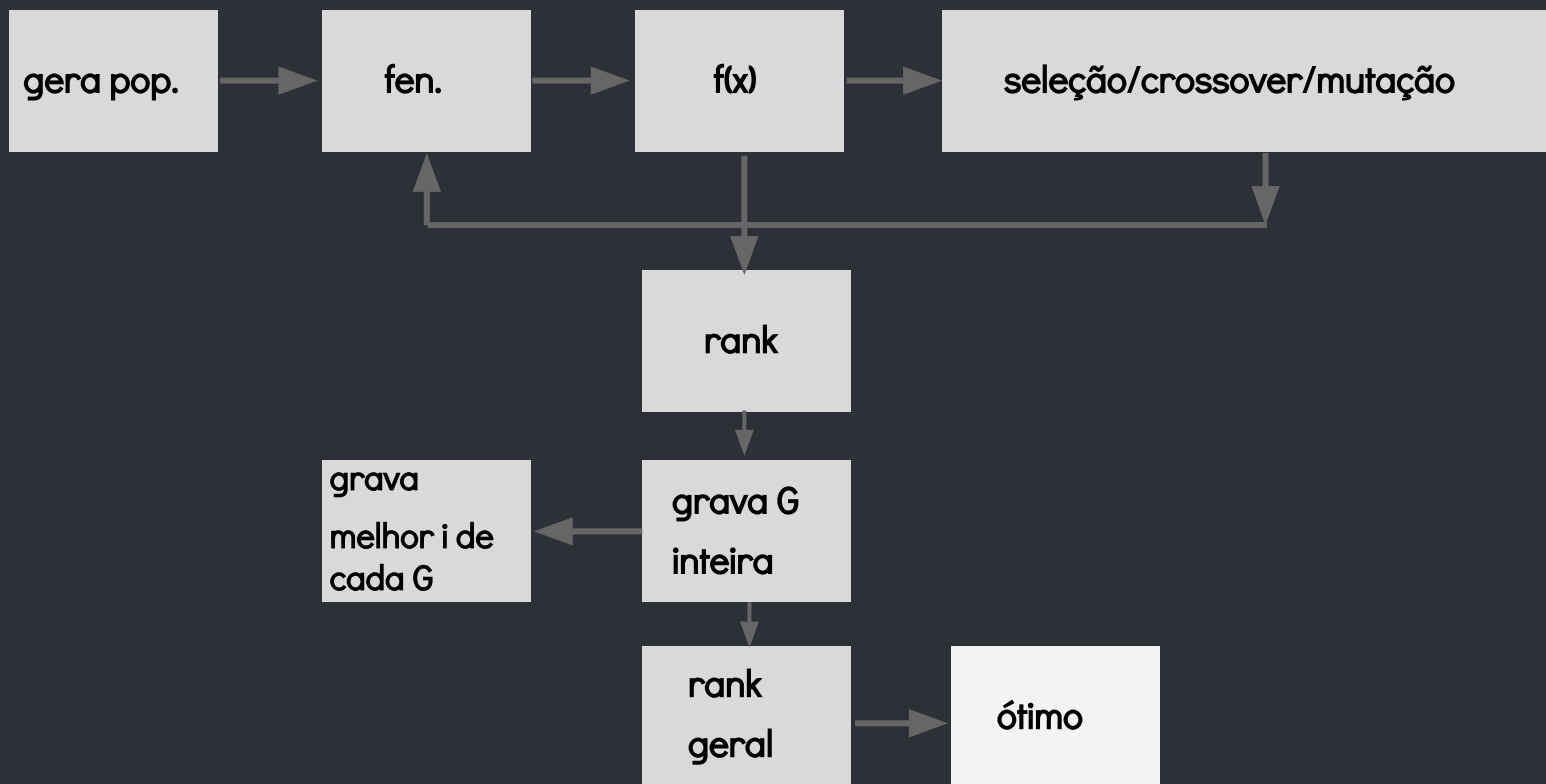 gera pop.
fen.
f(x)
seleção/crossover/mutação
rank
grava
melhor i de
cada G
grava G
inteira
rank
geral
ótimo